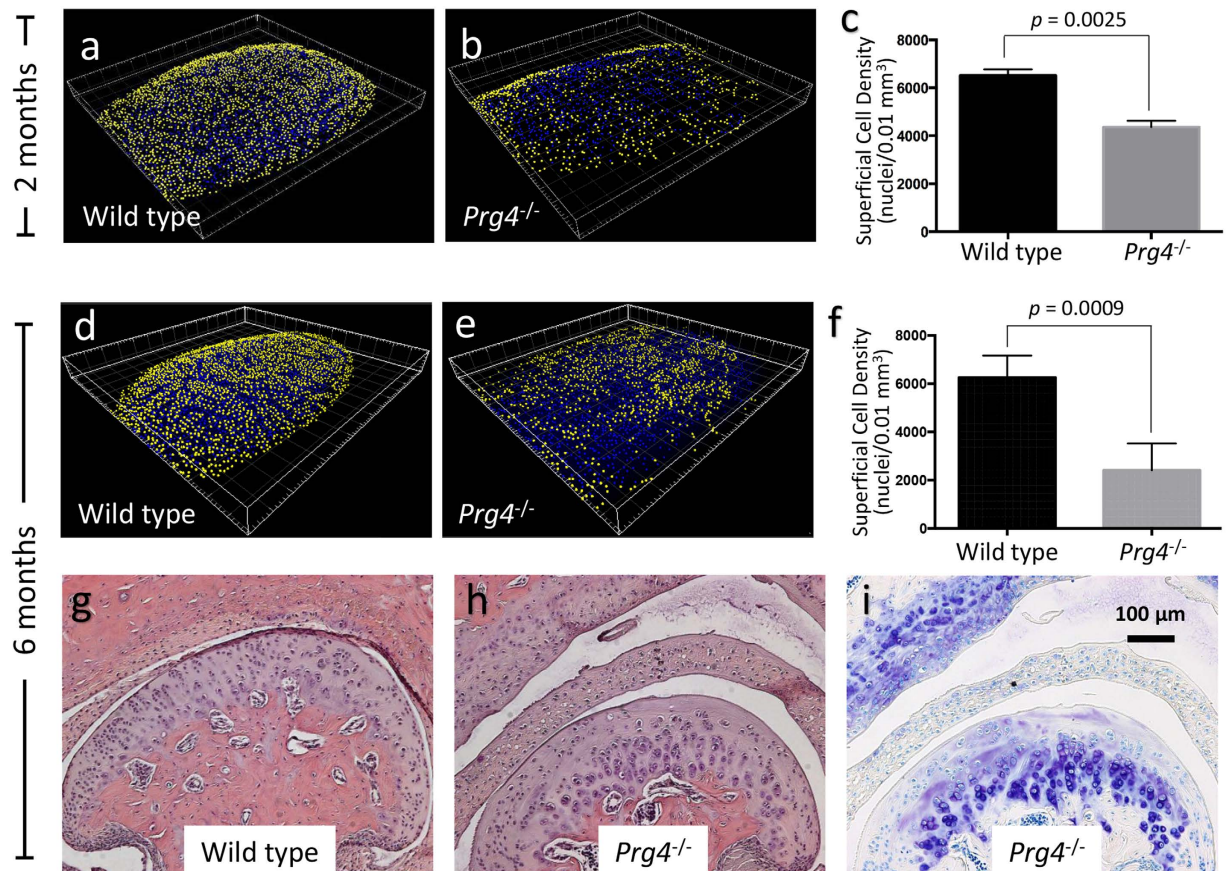 2 months
a
Wild type
b
Prg4-/-
c
p = 0.0025
Superficial Cell Density
(nuclei/0.01 mm³)
8000
6000
4000
2000
0
Wild type
Prg4-/-
6 months
d
Wild type
e
Prg4-/-
f
p = 0.0009
Superficial Cell Density
(nuclei/0.01 mm³)
8000
6000
4000
2000
0
Wild type
Prg4-/-
g
Wild type
h
Prg4-/-
i
100 μm
Prg4-/-